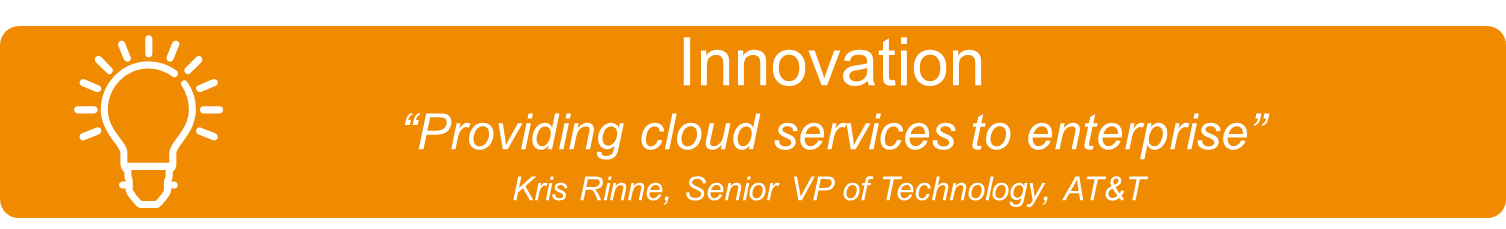 Innovation
“Providing cloud services to enterprise”
Kris Rinne, Senior VP of Technology, AT&T